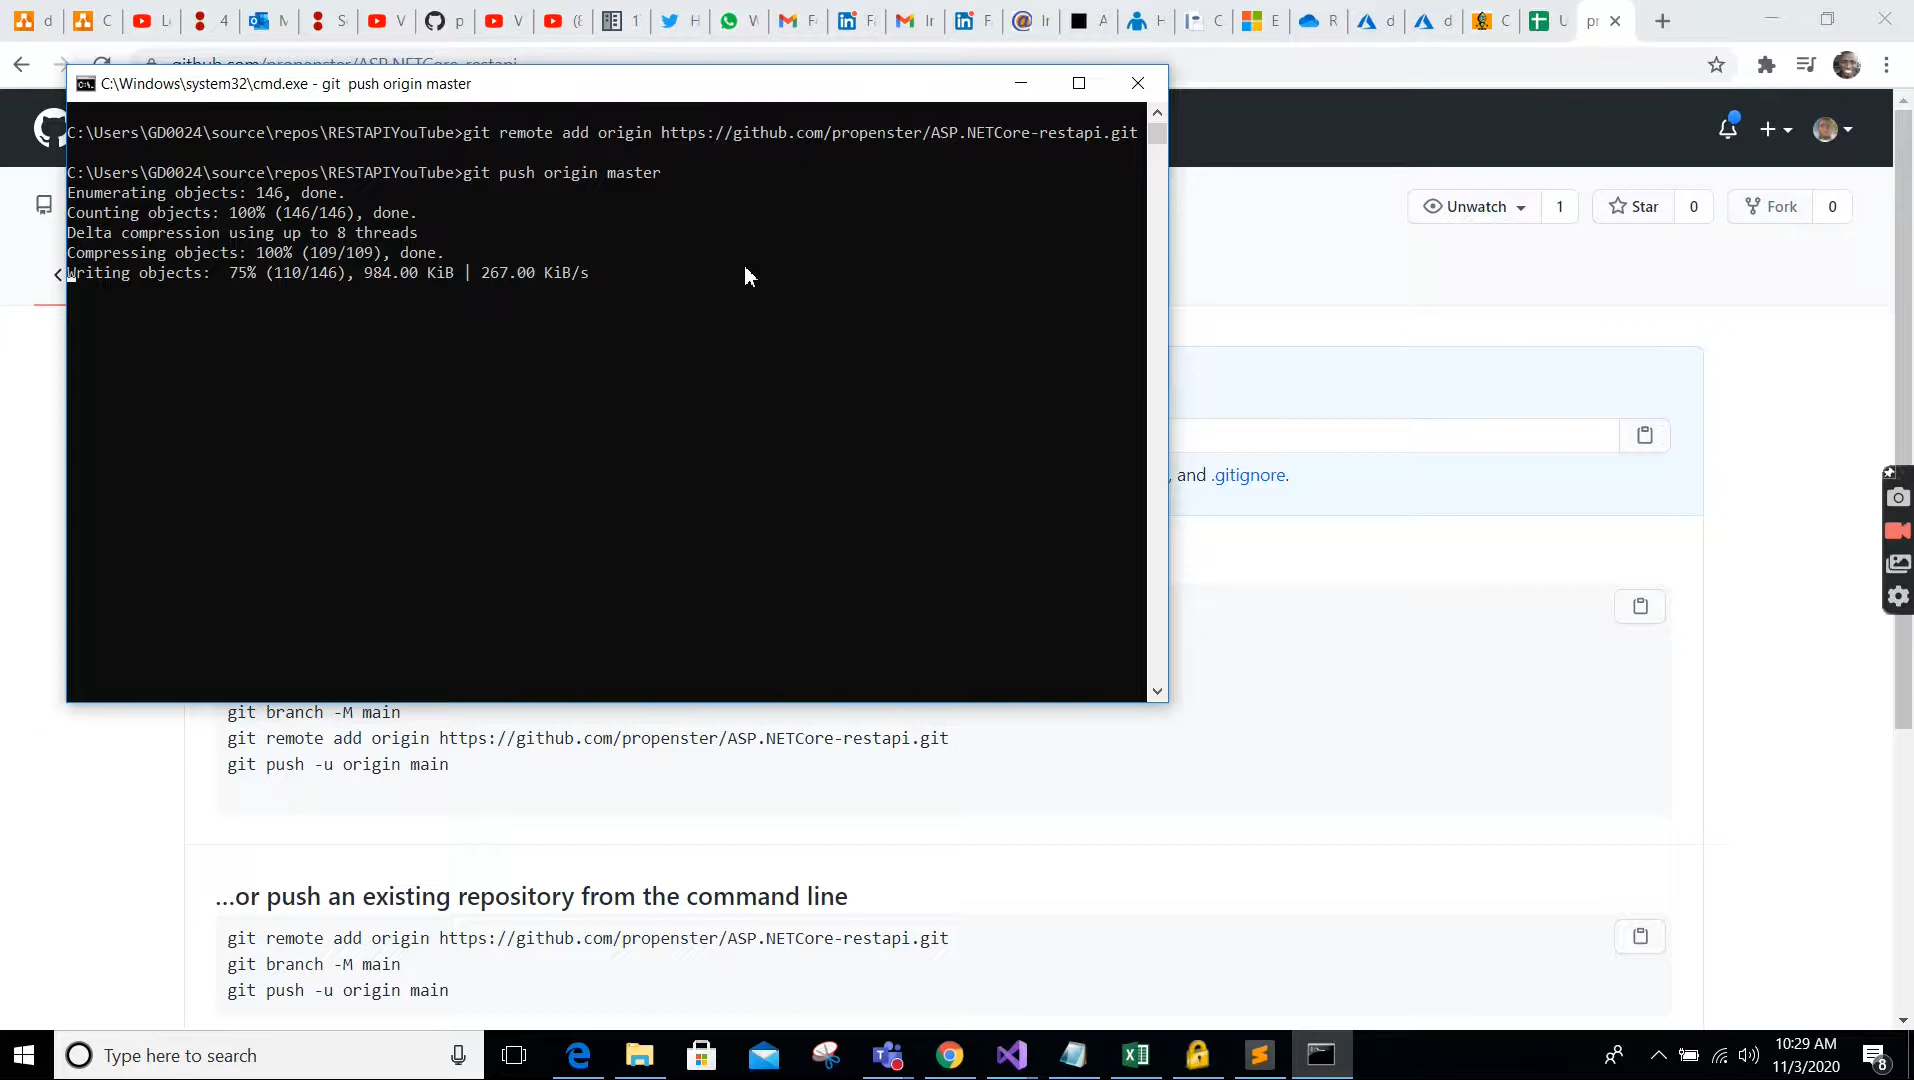 d
C
L
4
M
S
V
p
V
(8
1
H
W
F
F
Ir
F
Ir
A
H
C
E
R
d
d
C
U
pr
C:\Windows\system32\cmd.exe - git  push origin master
C:\Users\GD0024\source\repos\RESTAPIYouTube>git remote add origin https://github.com/propenster/ASP.NETCore-restapi.git
C:\Users\GD0024\source\repos\RESTAPIYouTube>git push origin master
Enumerating objects: 146, done.
Counting objects: 100% (146/146), done.
Delta compression using up to 8 threads
Compressing objects: 100% (109/109), done.
Writing objects:  75% (110/146), 984.00 KiB | 267.00 KiB/s
Unwatch 1 Star 0 Fork 0
, and .gitignore.
git branch -M main
git remote add origin https://github.com/propenster/ASP.NETCore-restapi.git
git push -u origin main
...or push an existing repository from the command line
git remote add origin https://github.com/propenster/ASP.NETCore-restapi.git
git branch -M main
git push -u origin main
Type here to search
10:29 AM
11/3/2020
8